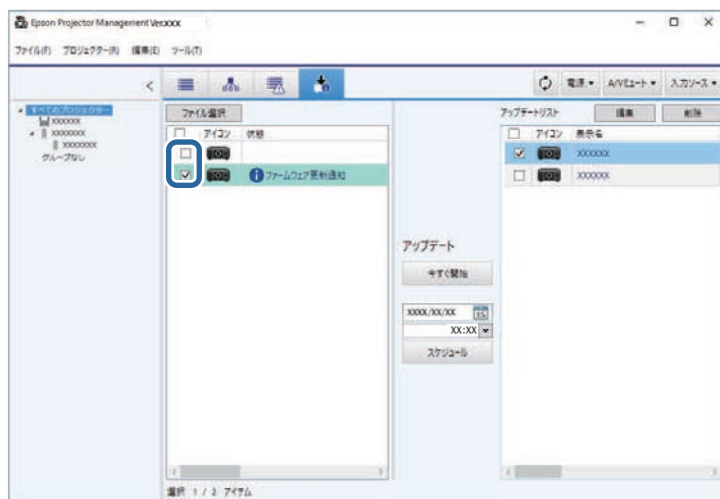 Epson Projector Management Ver.XXX
ファイル(F) プロジェクター(R) 編集(E) ツール(T)
<
電源 A/Vミュート 入力ソース
すべてのプロジェクター
XXXXXX
XXXXXXX
XXXXXXX
グループなし
ファイル選択
アイコン 状態
ファームウェア更新通知
アップデート
今すぐ開始
XXXX/XX/XX 15
XX:XX
スケジュール
アップデートリスト 編集 削除
アイコン 表示名
XXXXXX
XXXXXX
選択 1 / 2 アイテム